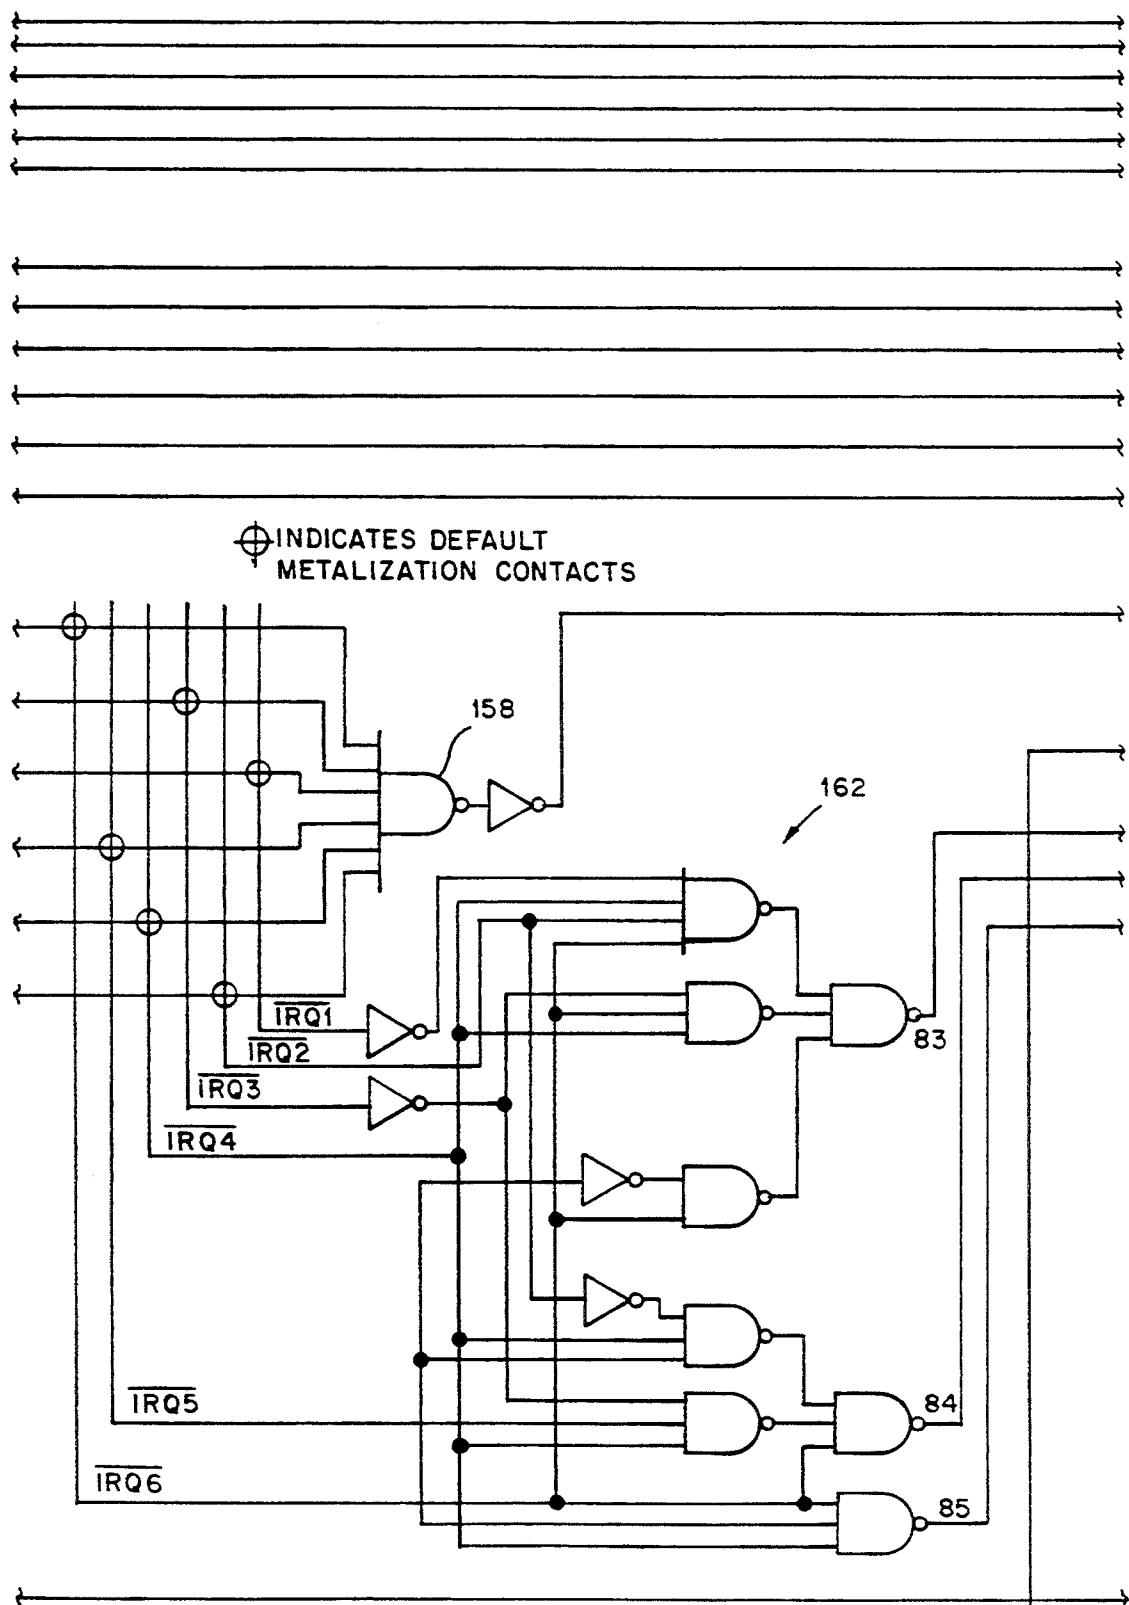 INDICATES DEFAULT
METALIZATION CONTACTS
158
162
IRQ1
83
IRQ2
IRQ3
IRQ4
IRQ5
84
IRQ6
85